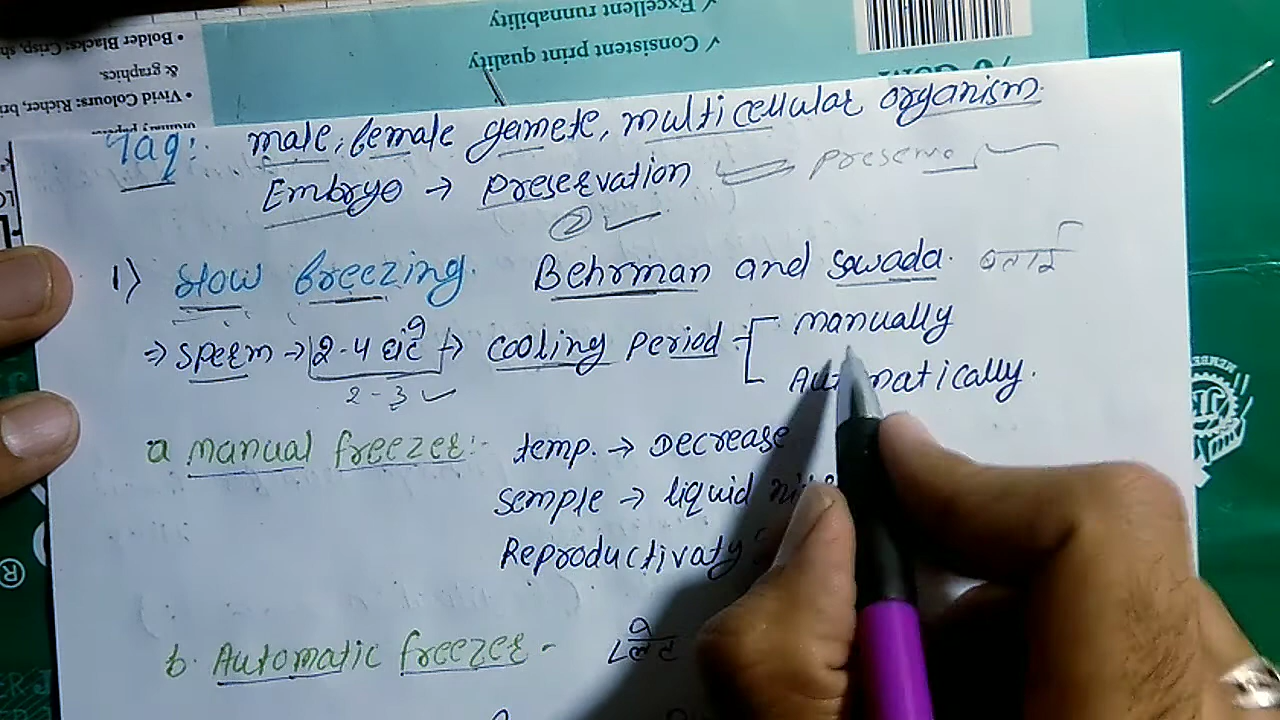 ✓ Excellent runnability
✓ Consistent print quality
• Bolder Blacks: Crisp, sh
& graphics.
• Vivid Colours: Richer, bri
Tag:. male, female gamete, multicellular organism.
Embryo → Preservation
② ✓
1) Slow freezing. Behrman and Sawada.
⇒ Sperm → 2-4 घंटे → Cooling Period - manually
Automatically.
2-3 ✓
a manual freezer:- temp. → Decrease
Semple → liquid
Reproductivaty
b. Automatic freezer -